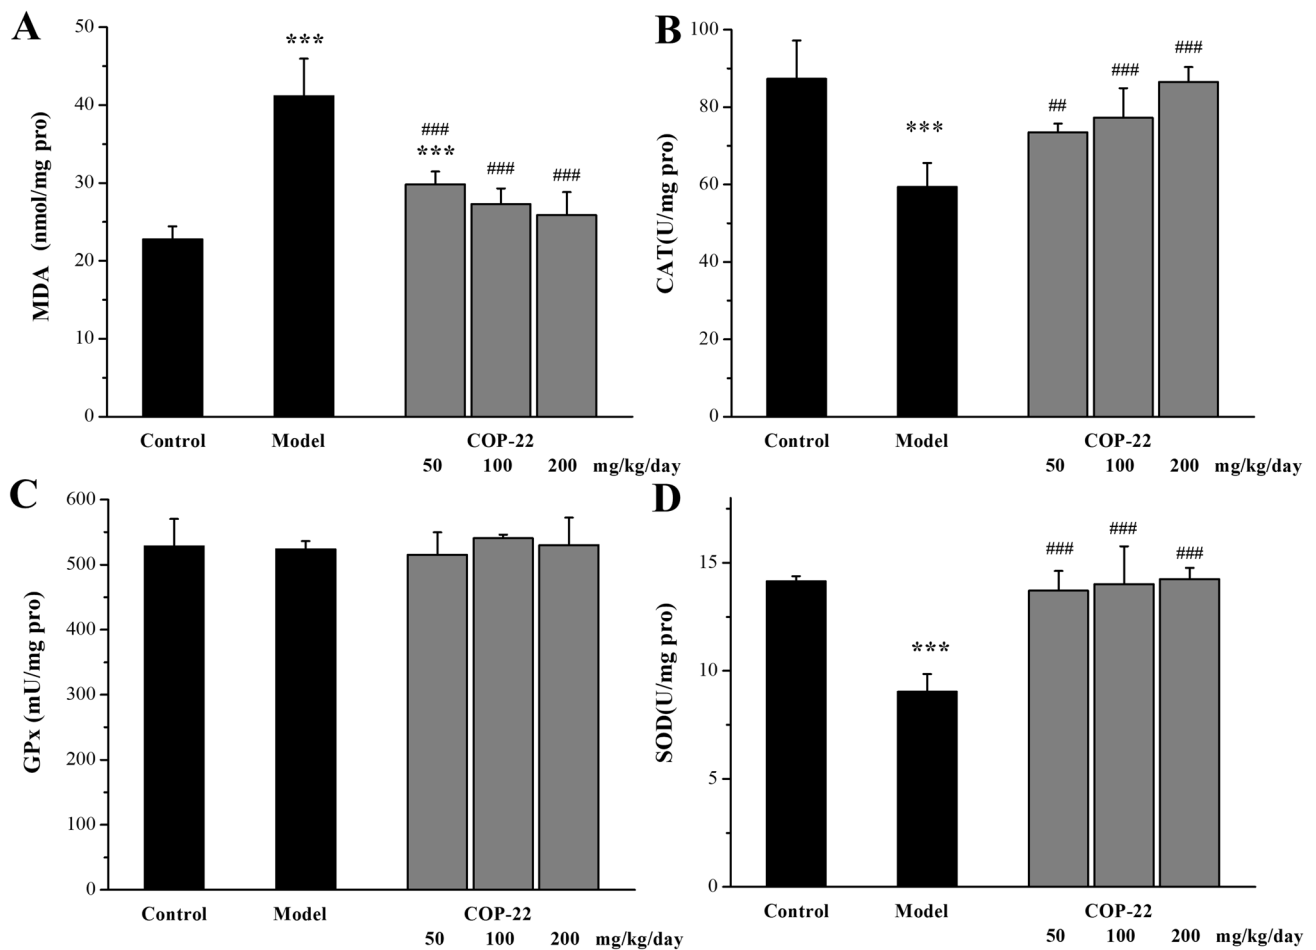 A
MDA (nmol/mg pro)
50
40
30
20
10
0
***
###
***
###
###
Control Model COP-22
50 100 200 mg/kg/day
B
CAT(U/mg pro)
100
80
60
40
20
0
***
##
###
###
Control Model COP-22
50 100 200 mg/kg/day
C
GPx (mU/mg pro)
600
500
400
300
200
100
0
Control Model COP-22
50 100 200 mg/kg/day
D
SOD(U/mg pro)
15
10
5
0
***
###
###
###
Control Model COP-22
50 100 200 mg/kg/day